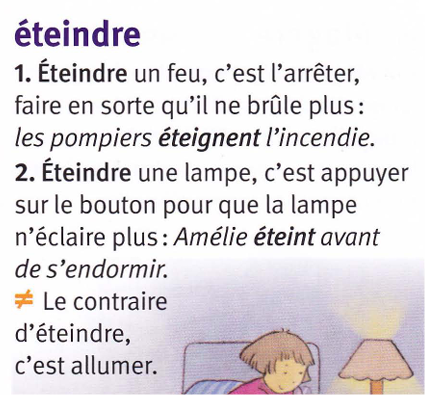 éteindre
1. Éteindre un feu, c'est l'arrêter,
faire en sorte qu'il ne brûle plus :
les pompiers éteignent l'incendie.
2. Éteindre une lampe, c'est appuyer
sur le bouton pour que la lampe
n'éclaire plus : Amélie éteint avant
de s'endormir.
≠ Le contraire
d'éteindre,
c'est allumer.